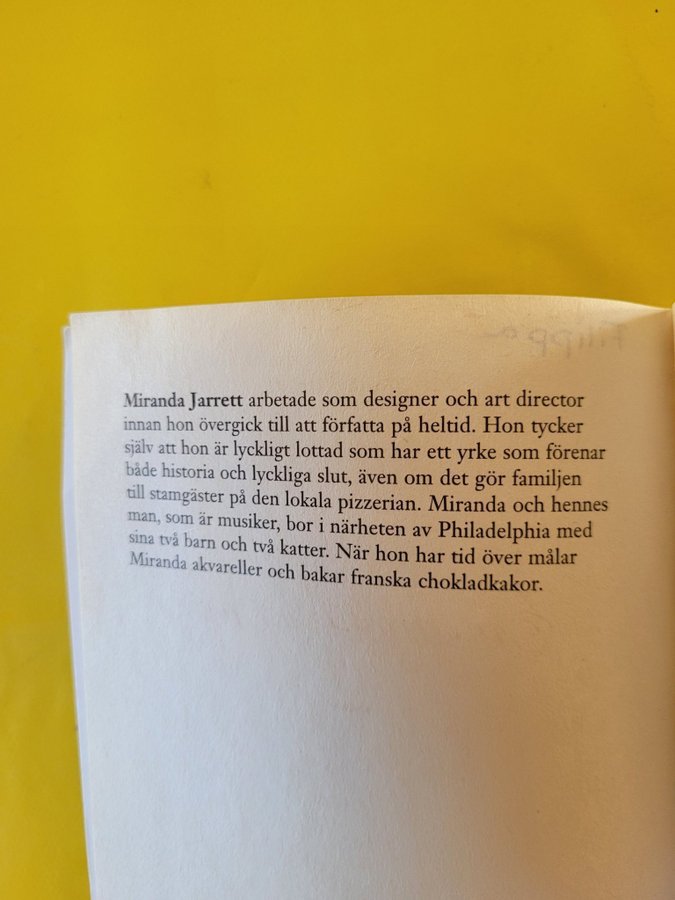 Filippa
Miranda Jarrett arbetade som designer och art director
innan hon övergick till att författa på heltid. Hon tycker
själv att hon är lyckligt lottad som har ett yrke som förenar
både historia och lyckliga slut, även om det gör familjen
till stamgäster på den lokala pizzerian. Miranda och hennes
man, som är musiker, bor i närheten av Philadelphia med
sina två barn och två katter. När hon har tid över målar
Miranda akvareller och bakar franska chokladkakor.